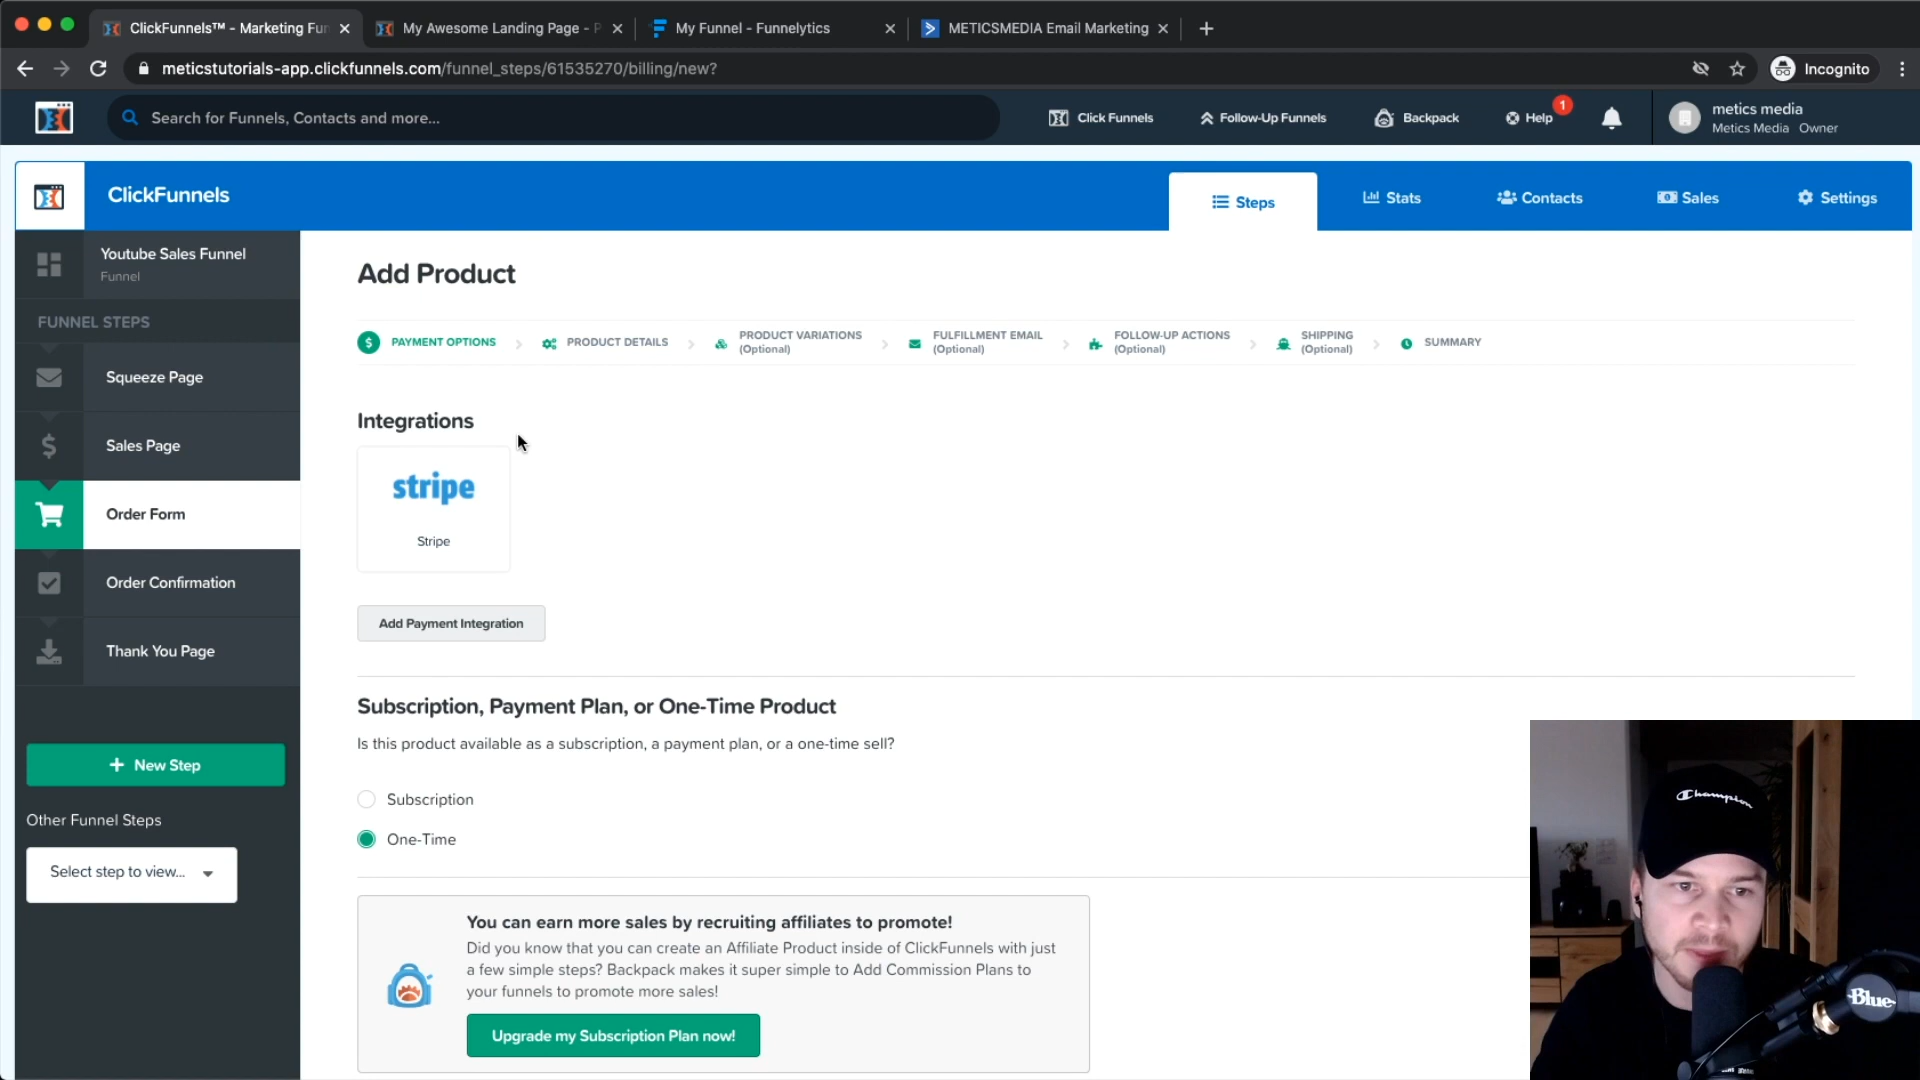 ClickFunnels™ - Marketing Fun
My Awesome Landing Page - P
My Funnel - Funnelytics
METICSMEDIA Email Marketing
meticstutorials-app.clickfunnels.com/funnel_steps/61535270/billing/new?
Incognito
Search for Funnels, Contacts and more...
Click Funnels
Follow-Up Funnels
Backpack
Help
1
metics media
Metics Media Owner
ClickFunnels
Steps
Stats
Contacts
Sales
Settings
Youtube Sales Funnel
Funnel
FUNNEL STEPS
Squeeze Page
Sales Page
Order Form
Order Confirmation
Thank You Page
+ New Step
Other Funnel Steps
Select step to view...
Add Product
PAYMENT OPTIONS
PRODUCT DETAILS
PRODUCT VARIATIONS
(Optional)
FULFILLMENT EMAIL
(Optional)
FOLLOW-UP ACTIONS
(Optional)
SHIPPING
(Optional)
SUMMARY
Integrations
stripe
Stripe
Add Payment Integration
Subscription, Payment Plan, or One-Time Product
Is this product available as a subscription, a payment plan, or a one-time sell?
Subscription
One-Time
You can earn more sales by recruiting affiliates to promote!
Did you know that you can create an Affiliate Product inside of ClickFunnels with just
a few simple steps? Backpack makes it super simple to Add Commission Plans to
your funnels to promote more sales!
Upgrade my Subscription Plan now!
Champion
Blue